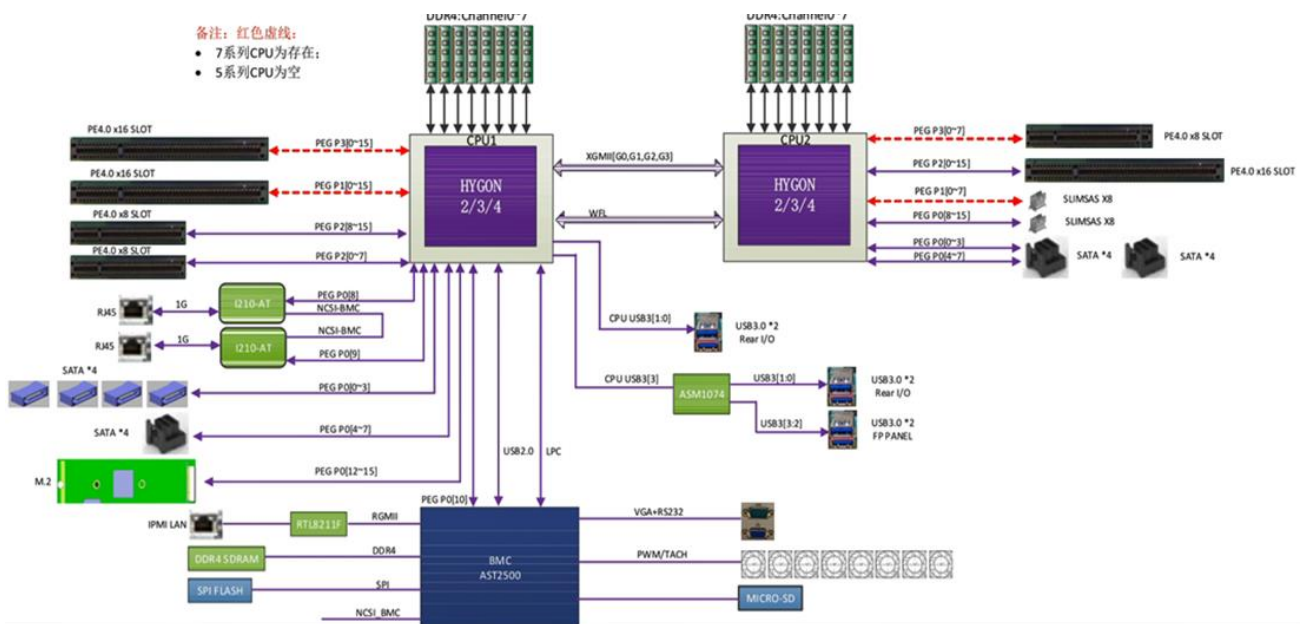 DDR4:Channel0~7
DDR4:Channel0~7
备注：红色虚线：
• 7系列CPU为存在；
• 5系列CPU为空
PE4.0 x16 SLOT
PEG P3[0~15]
CPU1
HYGON
2/3/4
XGMII[G0,G1,G2,G3]
WFL
CPU2
HYGON
2/3/4
PEG P3[0~7]
PE4.0 x8 SLOT
PEG P2[0~15]
PE4.0 x16 SLOT
PEG P1[0~7]
SLIMSAS X8
PEG P0[8~15]
SLIMSAS X8
PEG P0[0~3]
PEG P0[4~7]
SATA *4
SATA *4
PE4.0 x16 SLOT
PEG P1[0~15]
PE4.0 x8 SLOT
PEG P2[8~15]
PE4.0 x8 SLOT
PEG P2[0~7]
RJ45
1G
I210-AT
PEG P0[8]
NCSI-BMC
RJ45
1G
I210-AT
NCSI-BMC
PEG P0[9]
CPU USB3[1:0]
USB3.0 *2
Rear I/O
SATA *4
PEG P0[0~3]
CPU USB3[3]
ASM1074
USB3[1:0]
USB3.0 *2
Rear I/O
USB3[3:2]
USB3.0 *2
FP PANEL
SATA *4
PEG P0[4~7]
USB2.0
LPC
M.2
PEG P0[12~15]
PEG P0[10]
IPMI LAN
RTL8211F
RGMII
BMC
AST2500
VGA+RS232
DDR4 SDRAM
DDR4
PWM/TACH
SPI FLASH
SPI
MICRO-SD
NCSI_BMC